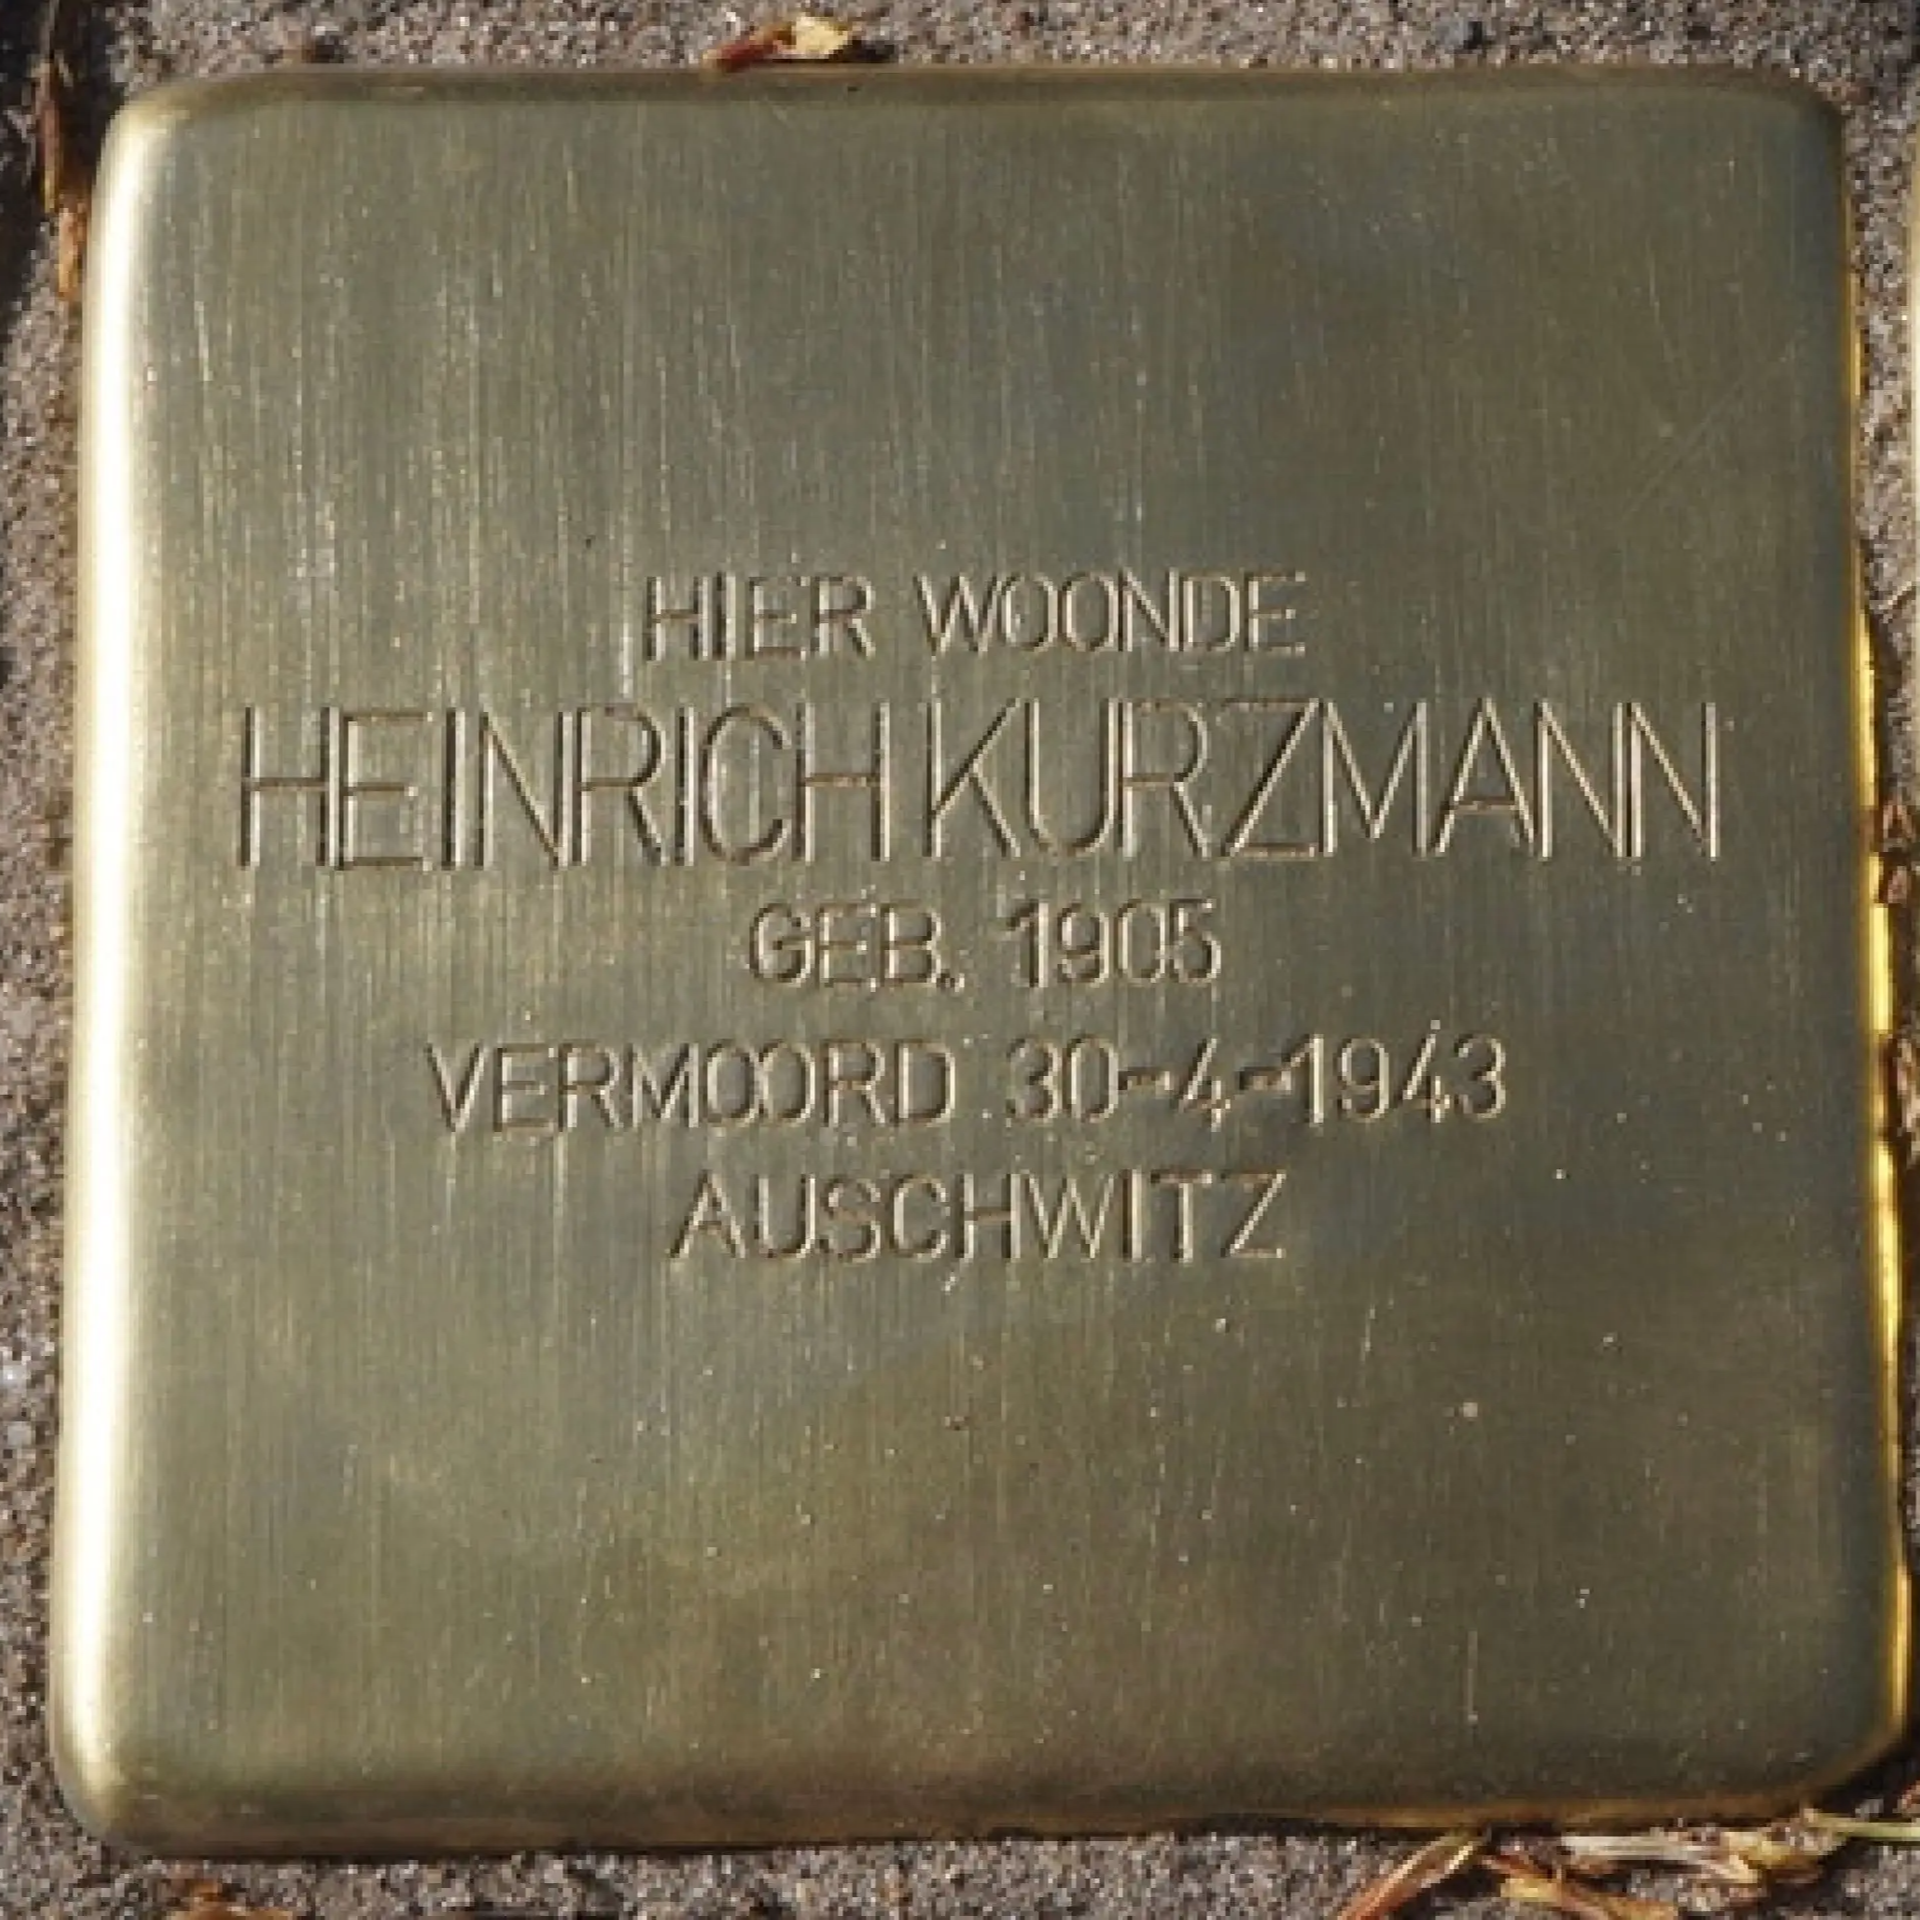 HIER WOONDE
HEINRICH KURZMANN
GEB. 1905
VERMOORD 30-4-1943
AUSCHWITZ